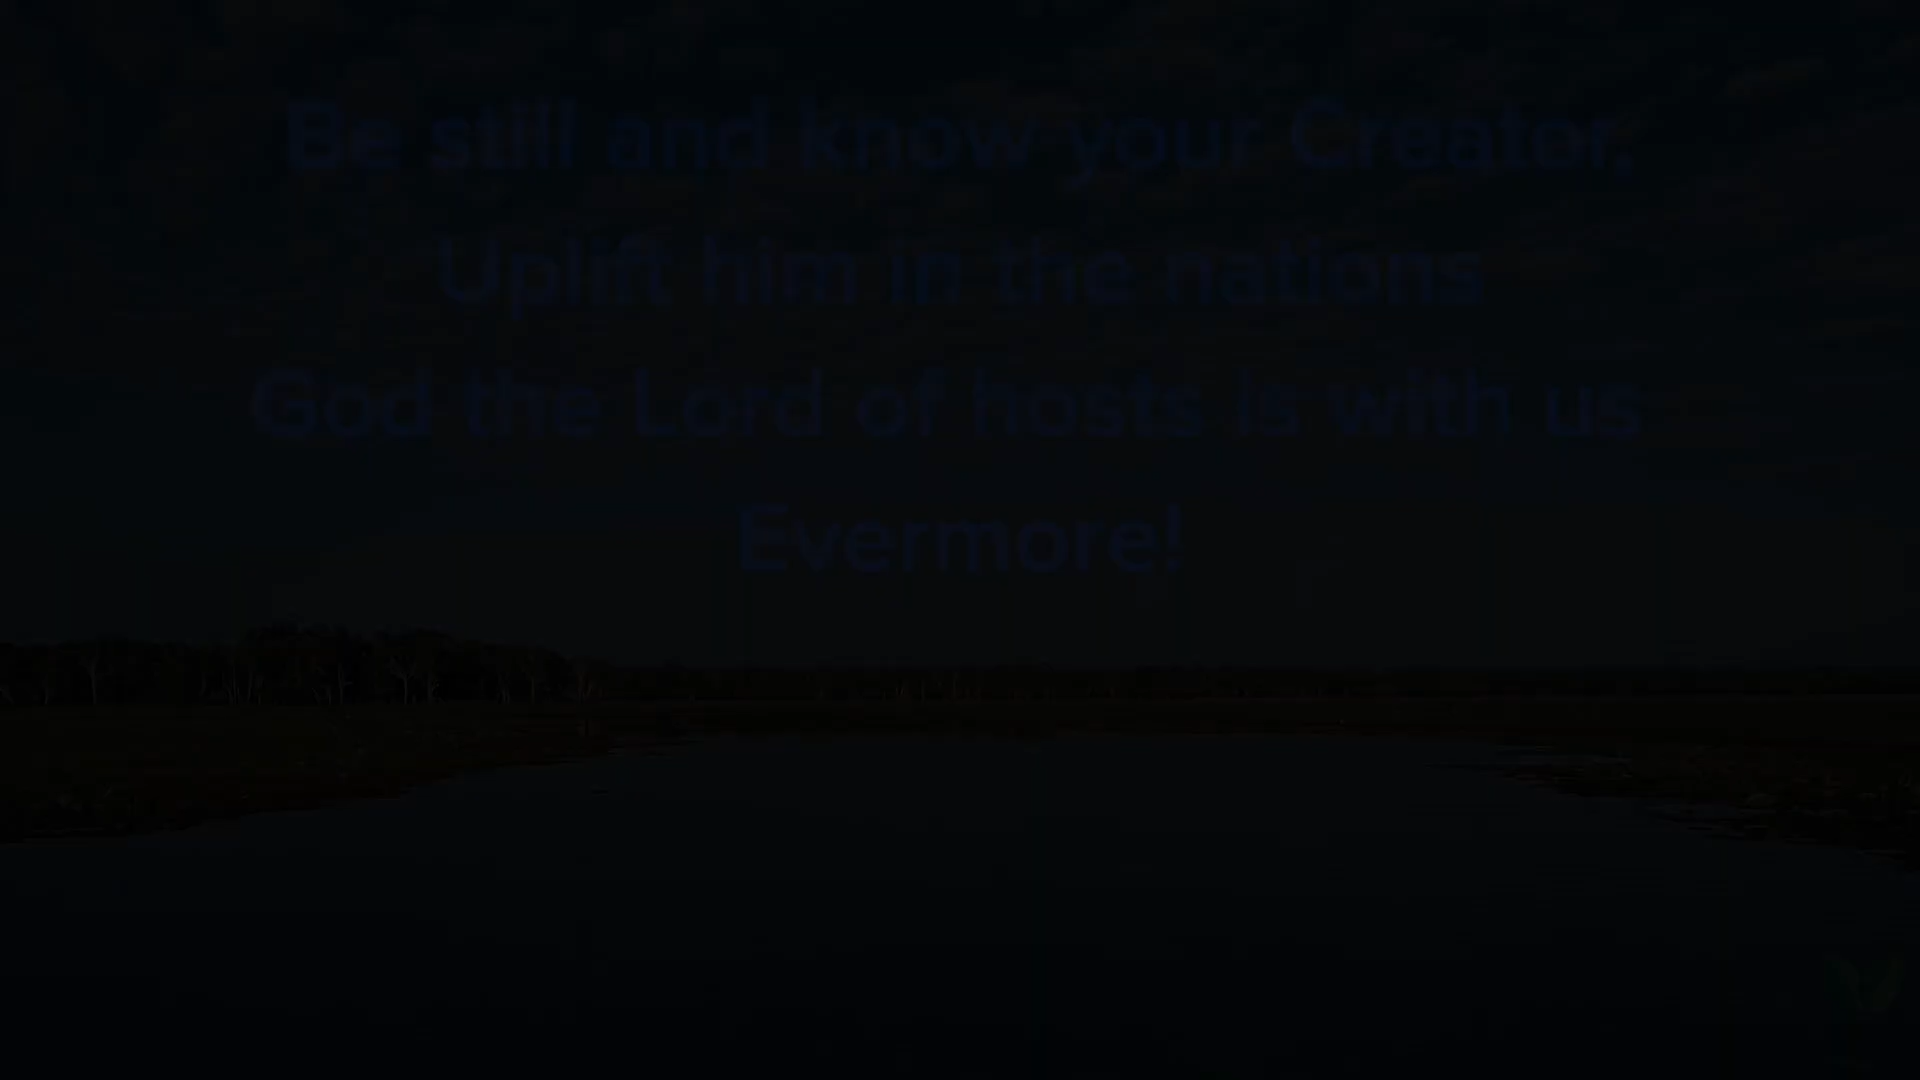 Be still and know your Creator,
Uplift him in the nations
God the Lord of hosts is with us
Evermore!